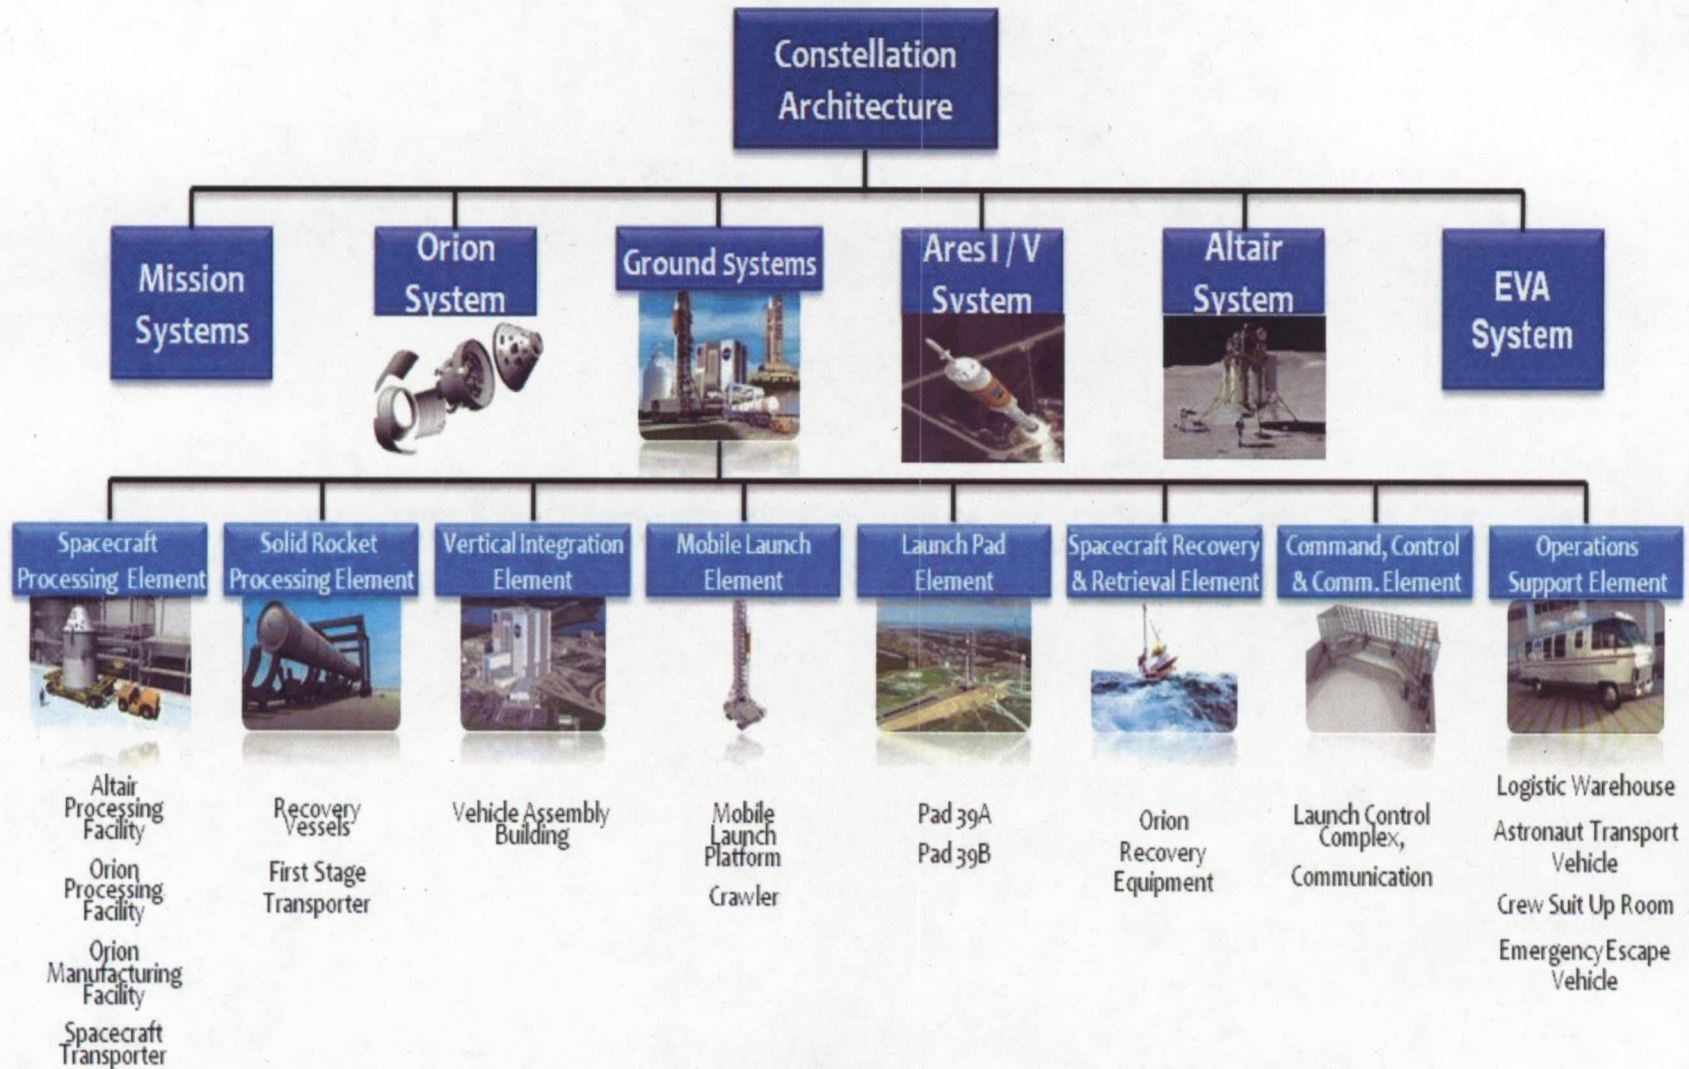 Constellation
Architecture
Mission
Systems
Orion
System
Ground Systems
Ares I / V
System
Altair
System
EVA
System
Spacecraft
Processing Element
Solid Rocket
Processing Element
Vertical Integration
Element
Mobile Launch
Element
Launch Pad
Element
Spacecraft Recovery
& Retrieval Element
Command, Control
& Comm. Element
Operations
Support Element
Altair
Processing
Facility
Orion
Processing
Facility
Orion
Manufacturing
Facility
Spacecraft
Transporter
Recovery
Vessels
First Stage
Transporter
Vehicle Assembly
Building
Mobile
Launch
Platform
Crawler
Pad 39A
Pad 39B
Orion
Recovery
Equipment
Launch Control
Complex,
Communication
Logistic Warehouse
Astronaut Transport
Vehicle
Crew Suit Up Room
Emergency Escape
Vehicle